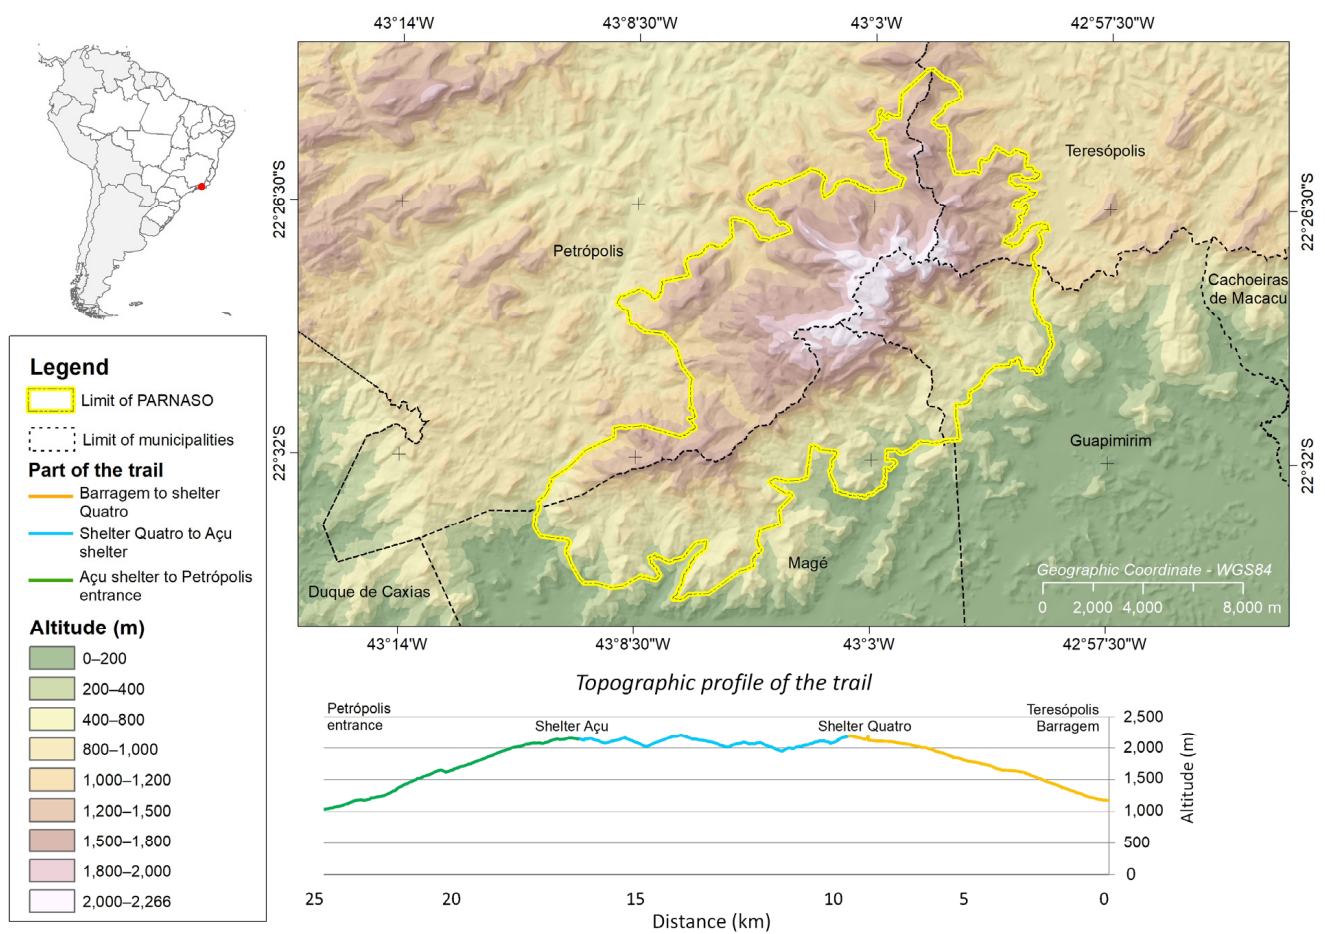 43°14'W
43°8'30"W
43°3'W
42°57'30"W
22°26'30"S
22°26'30"S
Teresópolis
Petrópolis
Cachoeiras
de Macacu
Legend
Limit of PARNASO
Limit of municipalities
Part of the trail
Barragem to shelter
Quatro
Shelter Quatro to Açu
shelter
Açu shelter to Petrópolis
entrance
Altitude (m)
0–200
200–400
400–800
800–1,000
1,000–1,200
1,200–1,500
1,500–1,800
1,800–2,000
2,000–2,266
22°32'S
22°32'S
Guapimirim
Magé
Duque de Caxias
Geographic Coordinate - WGS84
0 2,000 4,000 8,000 m
43°14'W
43°8'30"W
43°3'W
42°57'30"W
Topographic profile of the trail
Petrópolis
entrance
Shelter Açu
Shelter Quatro
Teresópolis
Barragem
2,500
2,000
1,500
1,000
500
0
Altitude (m)
25 20 15 10 5 0
Distance (km)